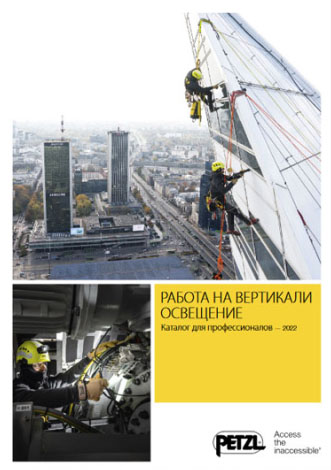 РАБОТА НА ВЕРТИКАЛИ
ОСВЕЩЕНИЕ
Каталог для профессионалов — 2022
PETZL
Access
the
inaccessible®